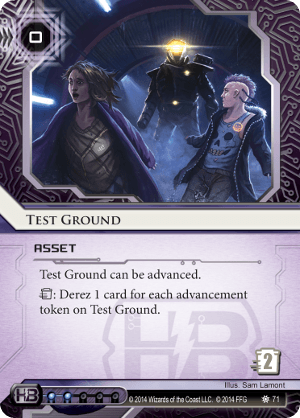 0
TEST GROUND
ASSET
Test Ground can be advanced.
: Derez 1 card for each advancement
token on Test Ground.
2
Illus. Sam Lamont
HB
© 2014 Wizards of the Coast LLC. © 2014 FFG
71